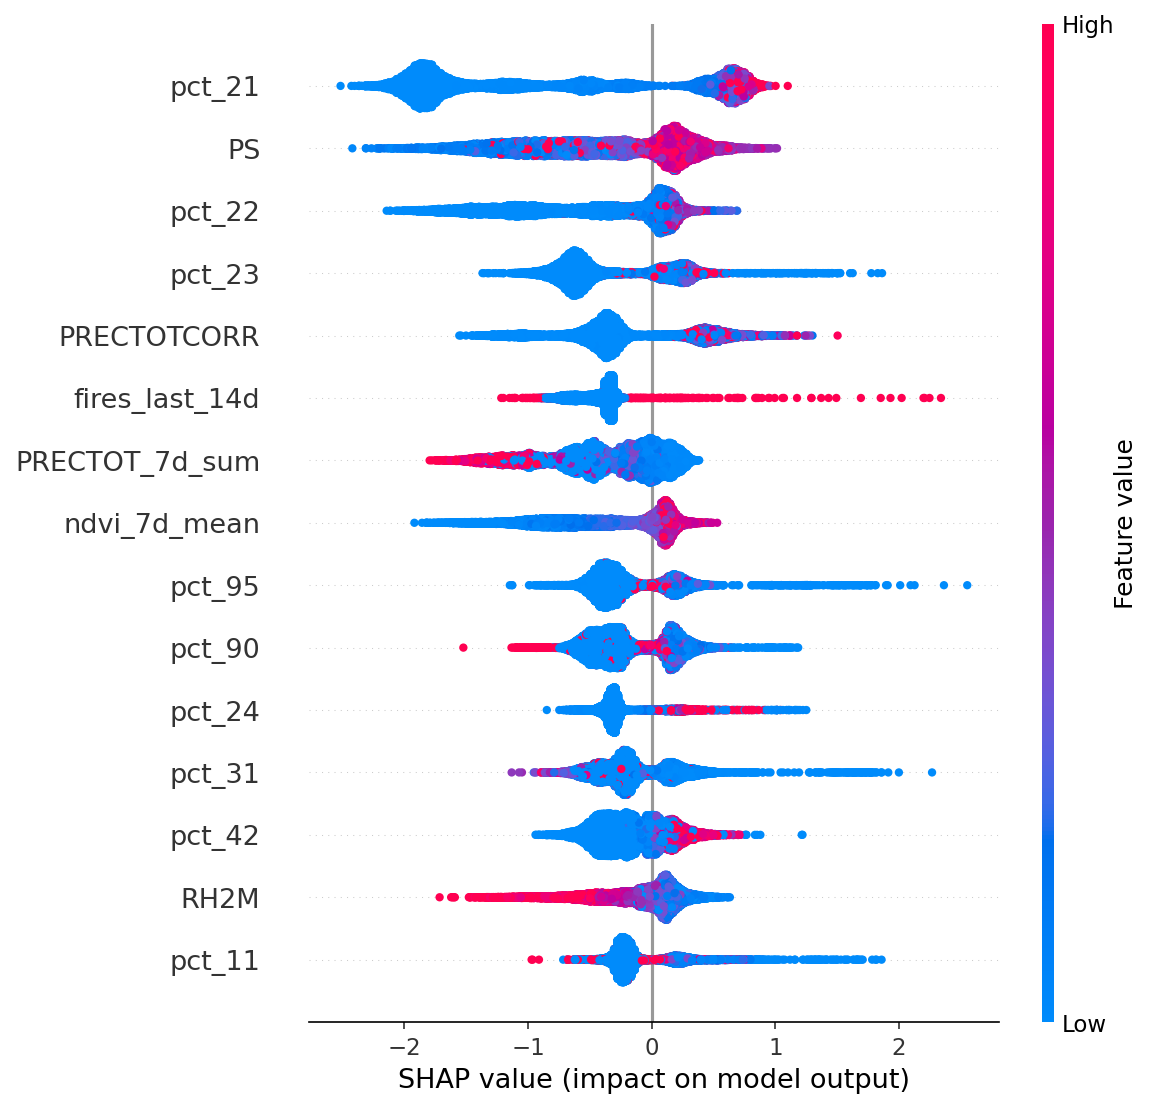 High
pct_21
PS
pct_22
pct_23
PRECTOTCORR
fires_last_14d
PRECTOT_7d_sum
ndvi_7d_mean
pct_95
pct_90
pct_24
pct_31
pct_42
RH2M
pct_11
Feature value
Low
−2 −1 0 1 2
SHAP value (impact on model output)